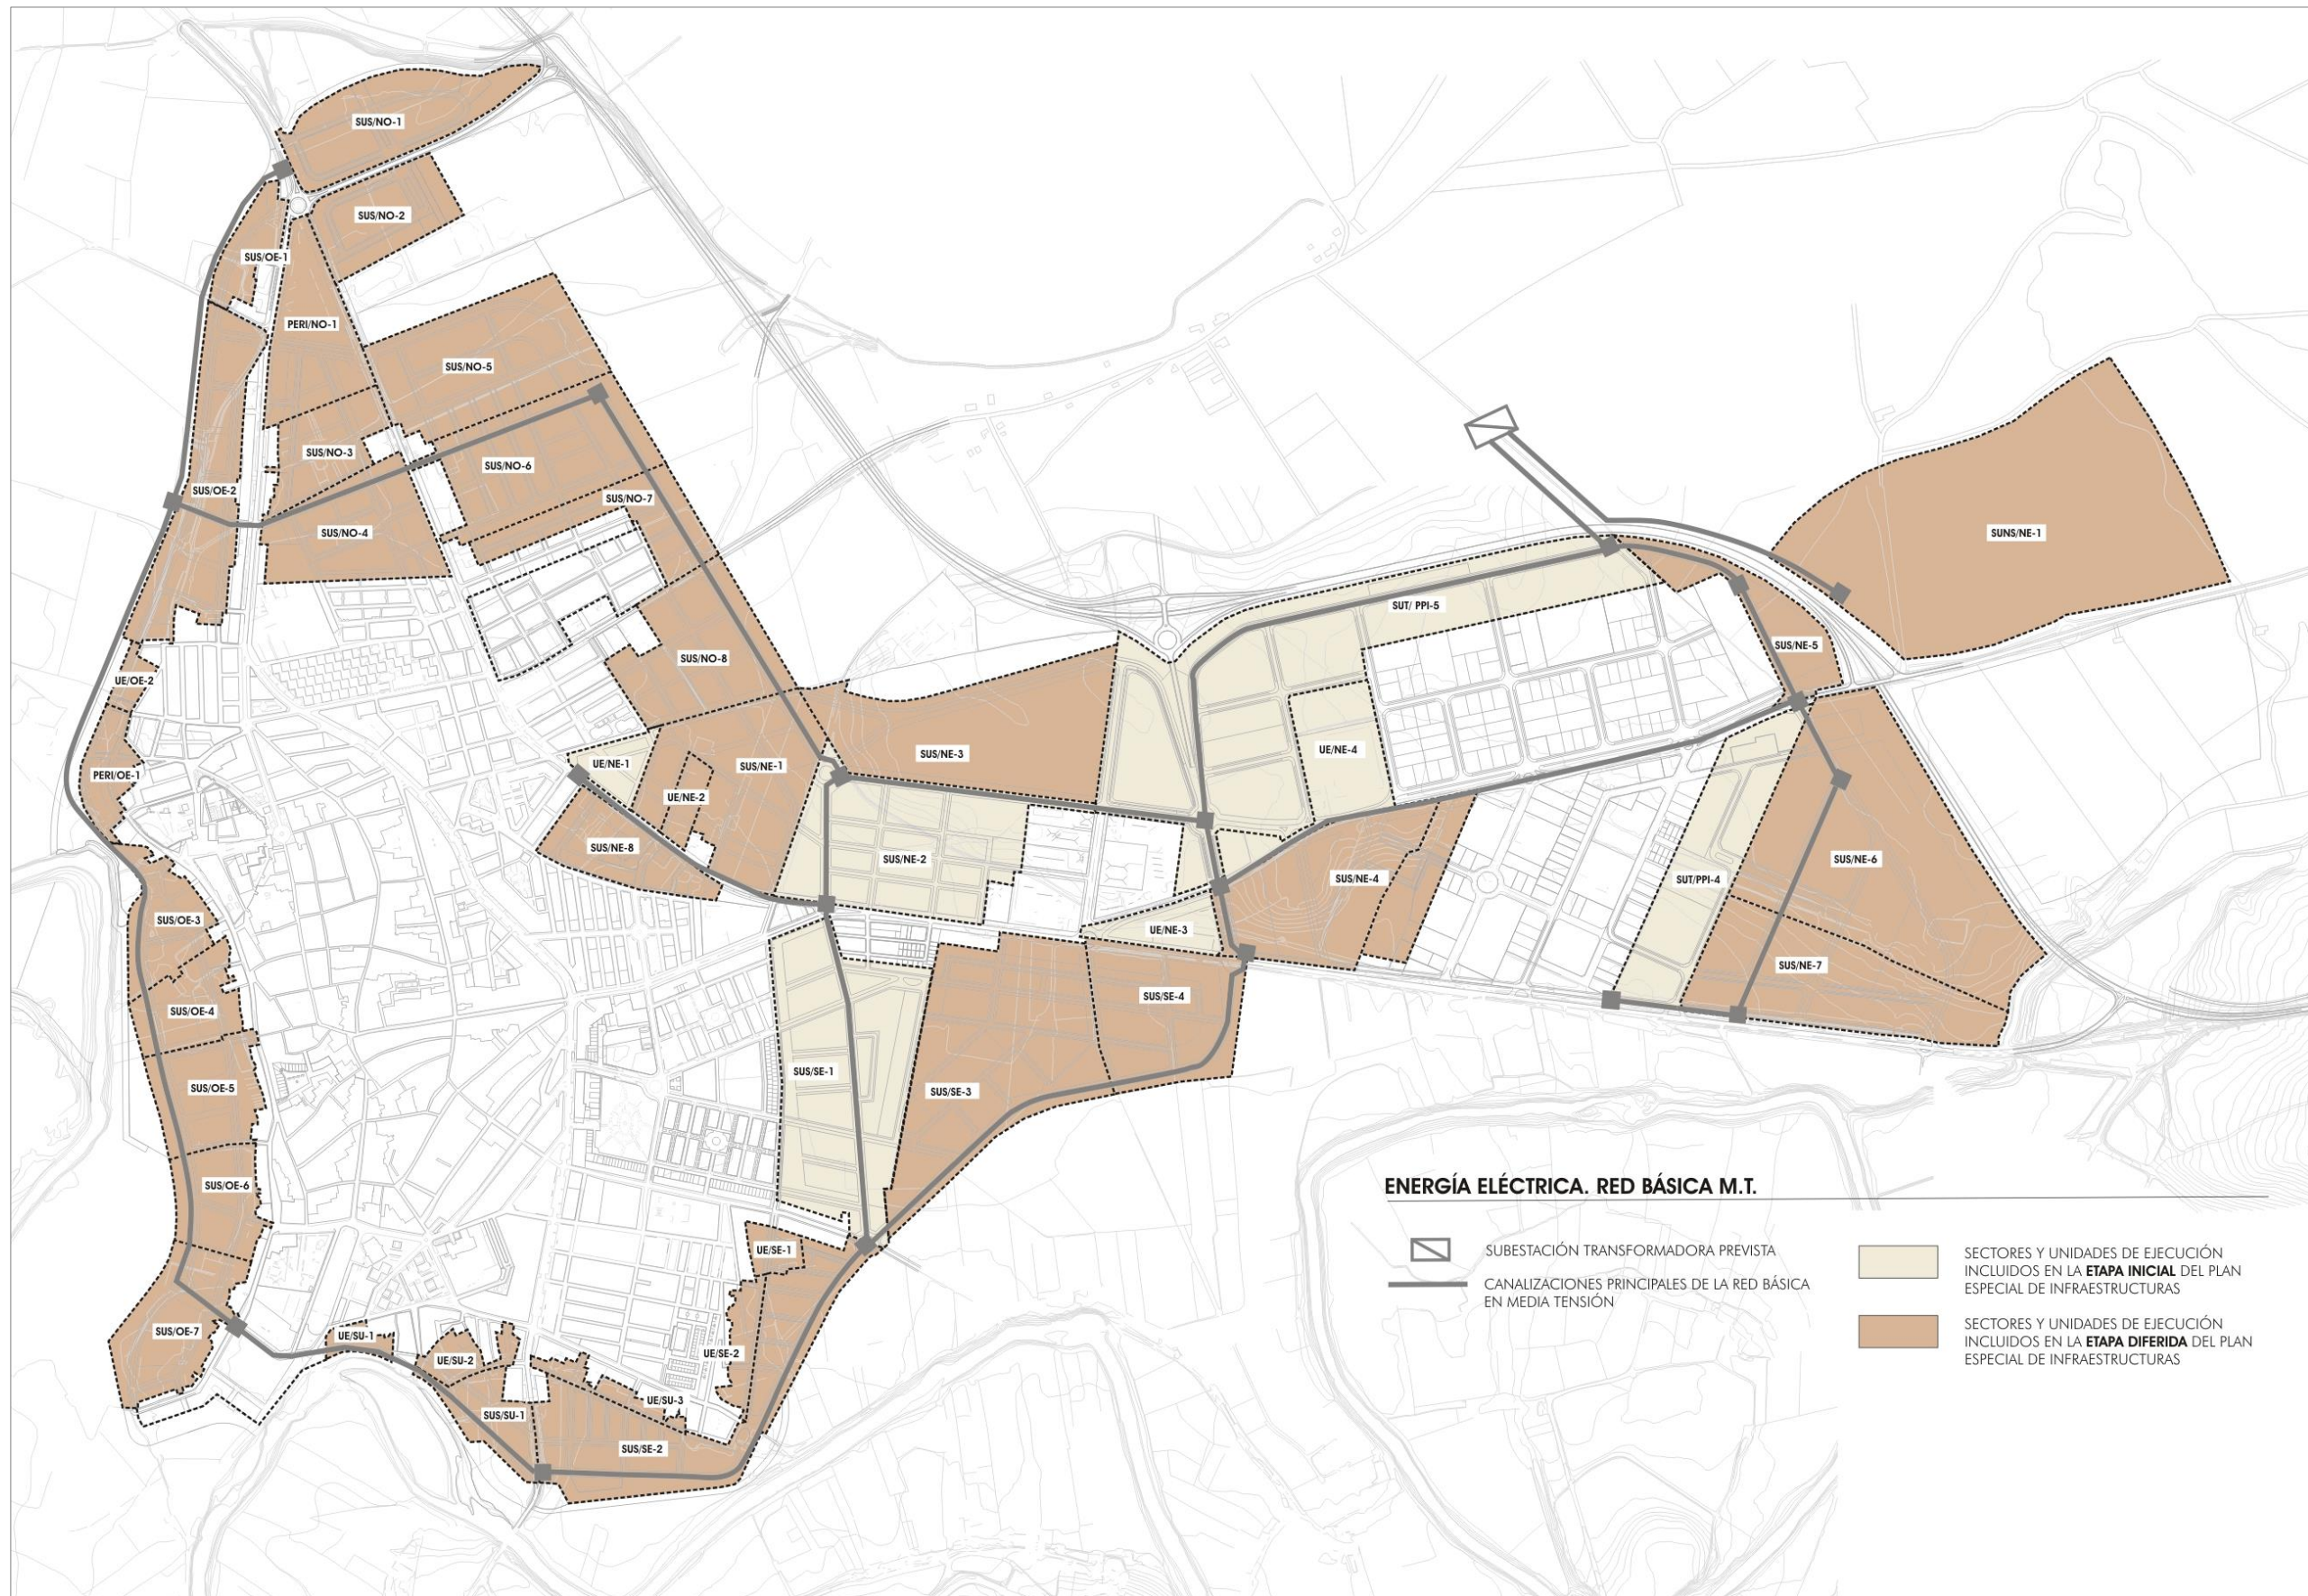 SUS/NO-1
SUS/NO-2
SUS/OE-1
PERI/NO-1
SUS/NO-5
SUS/NO-3
SUS/NO-6
SUS/OE-2
SUS/NO-7
SUS/NO-4
SUNS/NE-1
SUT/ PPI-5
SUS/NE-5
SUS/NO-8
UE/OE-2
UE/NE-4
SUS/NE-3
UE/NE-1
SUS/NE-1
PERI/OE-1
UE/NE-2
SUS/NE-8
SUS/NE-2
SUS/NE-6
SUS/NE-4
SUT/PPI-4
SUS/OE-3
UE/NE-3
SUS/NE-7
SUS/SE-4
SUS/OE-4
SUS/SE-1
SUS/OE-5
SUS/SE-3
SUS/OE-6
UE/SE-1
SUS/OE-7
UE/SU-1
UE/SE-2
UE/SU-2
UE/SU-3
SUS/SU-1
SUS/SE-2
ENERGÍA ELÉCTRICA. RED BÁSICA M.T.
SUBESTACIÓN TRANSFORMADORA PREVISTA
CANALIZACIONES PRINCIPALES DE LA RED BÁSICA
EN MEDIA TENSIÓN
SECTORES Y UNIDADES DE EJECUCIÓN
INCLUIDOS EN LA ETAPA INICIAL DEL PLAN
ESPECIAL DE INFRAESTRUCTURAS
SECTORES Y UNIDADES DE EJECUCIÓN
INCLUIDOS EN LA ETAPA DIFERIDA DEL PLAN
ESPECIAL DE INFRAESTRUCTURAS